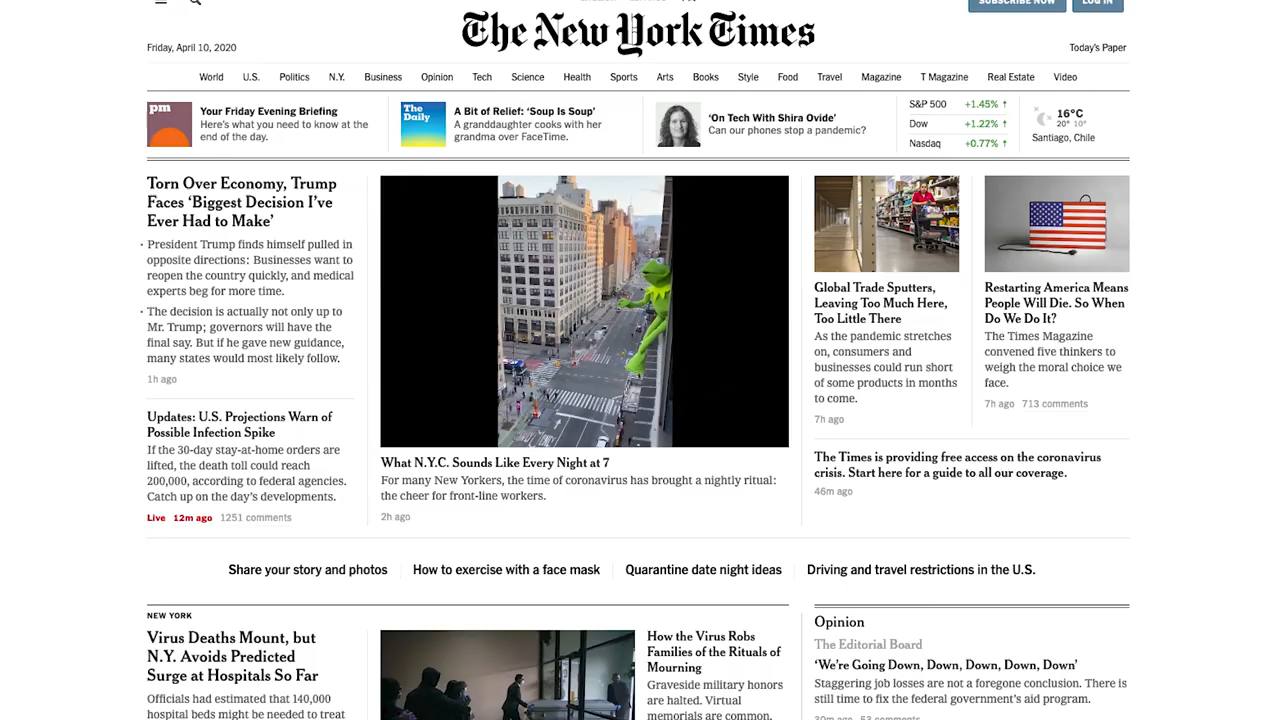 SUBSCRIBE NOW
LOG IN
The New York Times
Friday, April 10, 2020
Today's Paper
World U.S. Politics N.Y. Business Opinion Tech Science Health Sports Arts Books Style Food Travel Magazine T Magazine Real Estate Video
pm
Your Friday Evening Briefing
Here's what you need to know at the
end of the day.
The
Daily
A Bit of Relief: 'Soup Is Soup'
A granddaughter cooks with her
grandma over FaceTime.
'On Tech With Shira Ovide'
Can our phones stop a pandemic?
S&P 500 +1.45% ↑
Dow +1.22% ↑
Nasdaq +0.77% ↑
16°C
20° 10°
Santiago, Chile
Torn Over Economy, Trump
Faces ‘Biggest Decision I’ve
Ever Had to Make’
• President Trump finds himself pulled in
opposite directions: Businesses want to
reopen the country quickly, and medical
experts beg for more time.
• The decision is actually not only up to
Mr. Trump; governors will have the
final say. But if he gave new guidance,
many states would most likely follow.
1h ago
Updates: U.S. Projections Warn of
Possible Infection Spike
If the 30-day stay-at-home orders are
lifted, the death toll could reach
200,000, according to federal agencies.
Catch up on the day’s developments.
Live 12m ago 1251 comments
What N.Y.C. Sounds Like Every Night at 7
For many New Yorkers, the time of coronavirus has brought a nightly ritual:
the cheer for front-line workers.
2h ago
Global Trade Sputters,
Leaving Too Much Here,
Too Little There
As the pandemic stretches
on, consumers and
businesses could run short
of some products in months
to come.
7h ago
Restarting America Means
People Will Die. So When
Do We Do It?
The Times Magazine
convened five thinkers to
weigh the moral choice we
face.
7h ago 713 comments
The Times is providing free access on the coronavirus
crisis. Start here for a guide to all our coverage.
46m ago
Share your story and photos
How to exercise with a face mask
Quarantine date night ideas
Driving and travel restrictions in the U.S.
NEW YORK
Virus Deaths Mount, but
N.Y. Avoids Predicted
Surge at Hospitals So Far
Officials had estimated that 140,000
hospital beds might be needed to treat
How the Virus Robs
Families of the Rituals of
Mourning
Graveside military honors
are halted. Virtual
memorials are common.
Opinion
The Editorial Board
‘We’re Going Down, Down, Down, Down, Down’
Staggering job losses are not a foregone conclusion. There is
still time to fix the federal government’s aid program.
30m ago 53 comments